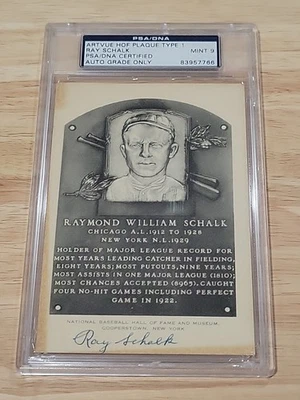 PSA/DNA
ARTVUE HOF PLAQUE TYPE 1
RAY SCHALK
MINT 9
PSA/DNA CERTIFIED
AUTO GRADE ONLY
83957766
RAYMOND WILLIAM SCHALK
CHICAGO A.L. 1912 TO 1928
NEW YORK N.L. 1929
HOLDER OF MAJOR LEAGUE RECORD FOR
MOST YEARS LEADING CATCHER IN FIELDING,
EIGHT YEARS; MOST PUTOUTS, NINE YEARS;
MOST ASSISTS IN ONE MAJOR LEAGUE (1810);
MOST CHANCES ACCEPTED (8965). CAUGHT
FOUR NO-HIT GAMES INCLUDING PERFECT
GAME IN 1922.
NATIONAL BASEBALL HALL OF FAME AND MUSEUM,
COOPERSTOWN, NEW YORK
Ray Schalk